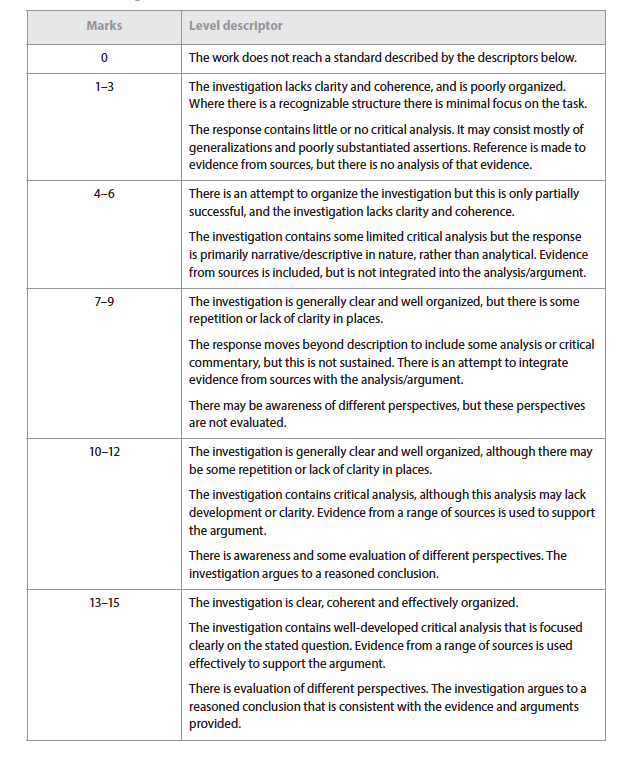 Marks Level descriptor
0 The work does not reach a standard described by the descriptors below.
1–3 The investigation lacks clarity and coherence, and is poorly organized.
Where there is a recognizable structure there is minimal focus on the task.
The response contains little or no critical analysis. It may consist mostly of
generalizations and poorly substantiated assertions. Reference is made to
evidence from sources, but there is no analysis of that evidence.
4–6 There is an attempt to organize the investigation but this is only partially
successful, and the investigation lacks clarity and coherence.
The investigation contains some limited critical analysis but the response
is primarily narrative/descriptive in nature, rather than analytical. Evidence
from sources is included, but is not integrated into the analysis/argument.
7–9 The investigation is generally clear and well organized, but there is some
repetition or lack of clarity in places.
The response moves beyond description to include some analysis or critical
commentary, but this is not sustained. There is an attempt to integrate
evidence from sources with the analysis/argument.
There may be awareness of different perspectives, but these perspectives
are not evaluated.
10–12 The investigation is generally clear and well organized, although there may
be some repetition or lack of clarity in places.
The investigation contains critical analysis, although this analysis may lack
development or clarity. Evidence from a range of sources is used to support
the argument.
There is awareness and some evaluation of different perspectives. The
investigation argues to a reasoned conclusion.
13–15 The investigation is clear, coherent and effectively organized.
The investigation contains well-developed critical analysis that is focused
clearly on the stated question. Evidence from a range of sources is used
effectively to support the argument.
There is evaluation of different perspectives. The investigation argues to a
reasoned conclusion that is consistent with the evidence and arguments
provided.